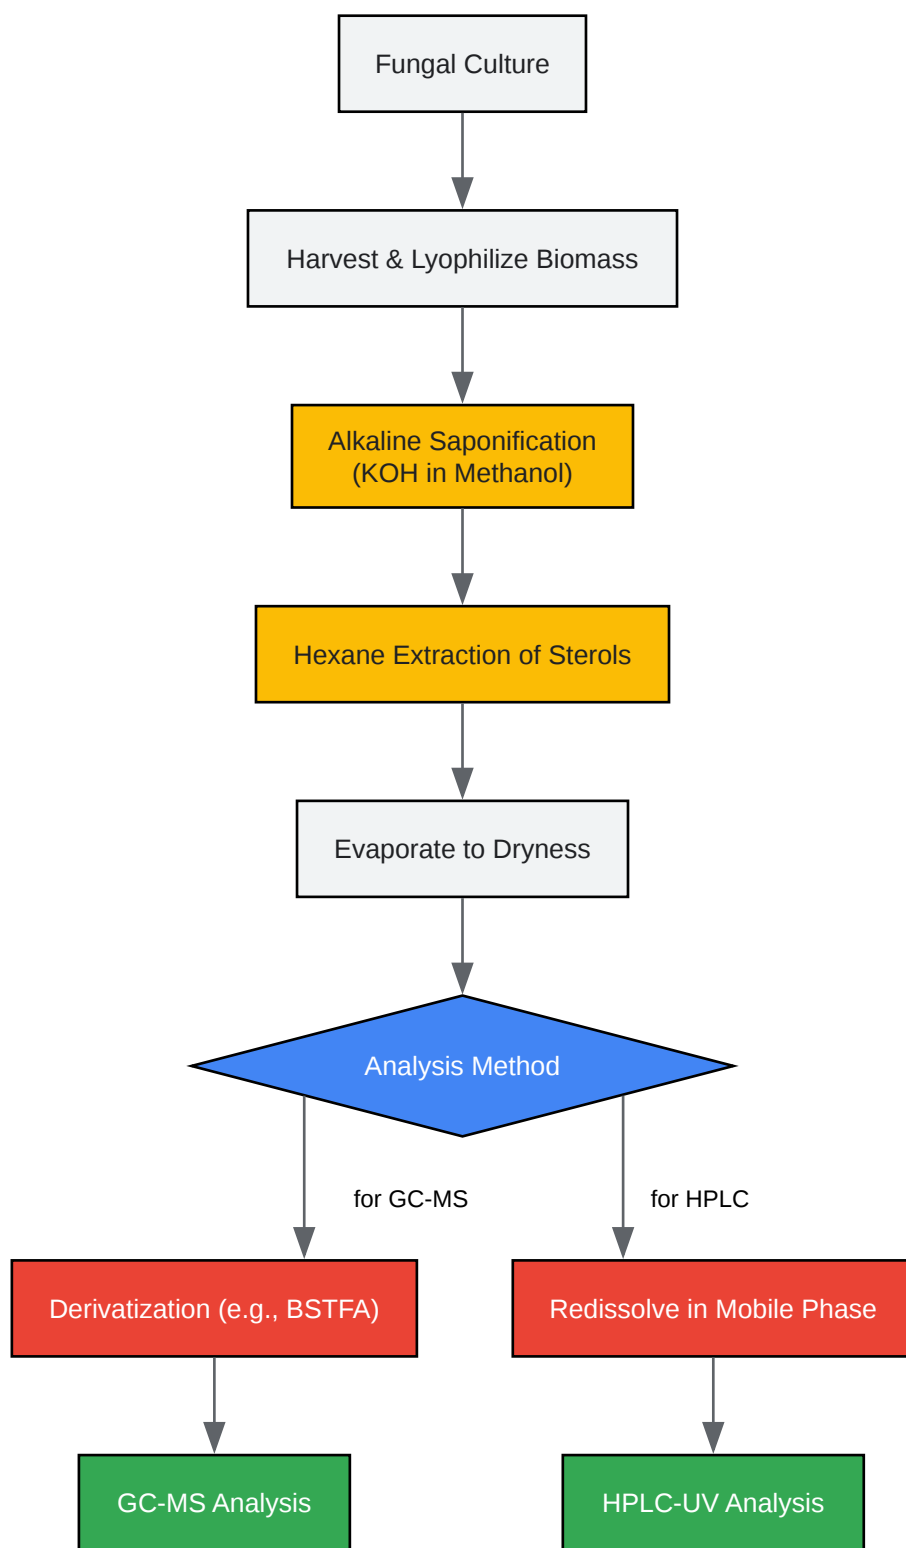 Fungal Culture
Harvest & Lyophilize Biomass
Alkaline Saponification
(KOH in Methanol)
Hexane Extraction of Sterols
Evaporate to Dryness
Analysis Method
for GC-MS
for HPLC
Derivatization (e.g., BSTFA)
Redissolve in Mobile Phase
GC-MS Analysis
HPLC-UV Analysis